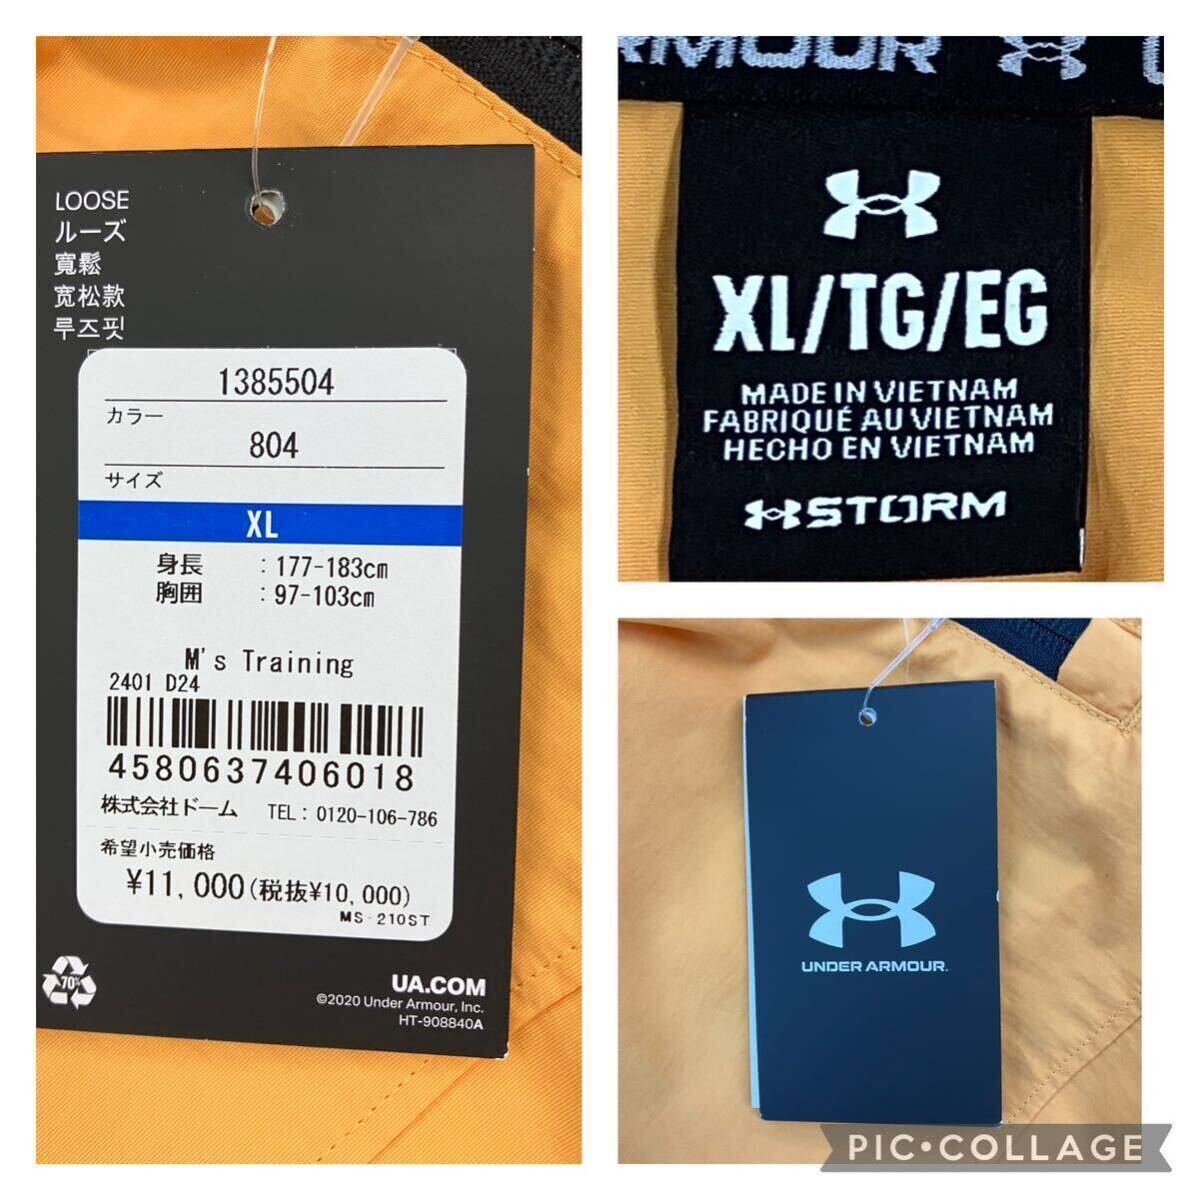 LOOSE
ルーズ
寬鬆
宽松款
루즈핏
1385504
カラー
804
サイズ
XL
身長 : 177-183cm
胸囲 : 97-103cm
M's Training
2401 D24
4580637406018
株式会社ドーム TEL: 0120-106-786
希望小売価格
¥11,000(税抜¥10,000)
MS-210ST
70%
UA.COM
©2020 Under Armour, Inc.
HT-908840A
ARMOUR
XL/TG/EG
MADE IN VIETNAM
FABRIQUÉ AU VIETNAM
HECHO EN VIETNAM
STORM
UNDER ARMOUR.
PIC•COLLAGE